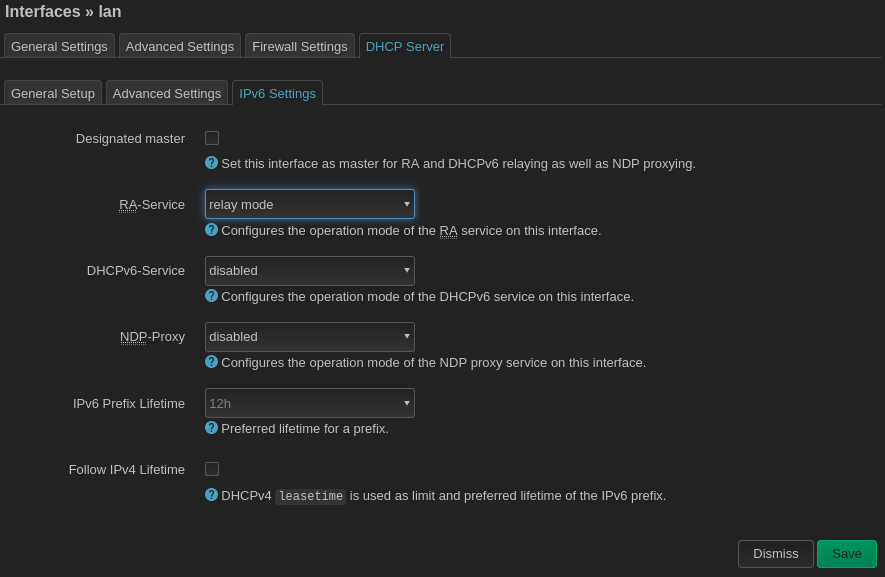 Interfaces » lan
General Settings Advanced Settings Firewall Settings DHCP Server
General Setup Advanced Settings IPv6 Settings
Designated master
Set this interface as master for RA and DHCPv6 relaying as well as NDP proxying.
RA-Service relay mode
Configures the operation mode of the RA service on this interface.
DHCPv6-Service disabled
Configures the operation mode of the DHCPv6 service on this interface.
NDP-Proxy disabled
Configures the operation mode of the NDP proxy service on this interface.
IPv6 Prefix Lifetime 12h
Preferred lifetime for a prefix.
Follow IPv4 Lifetime
DHCPv4 leasetime is used as limit and preferred lifetime of the IPv6 prefix.
Dismiss Save